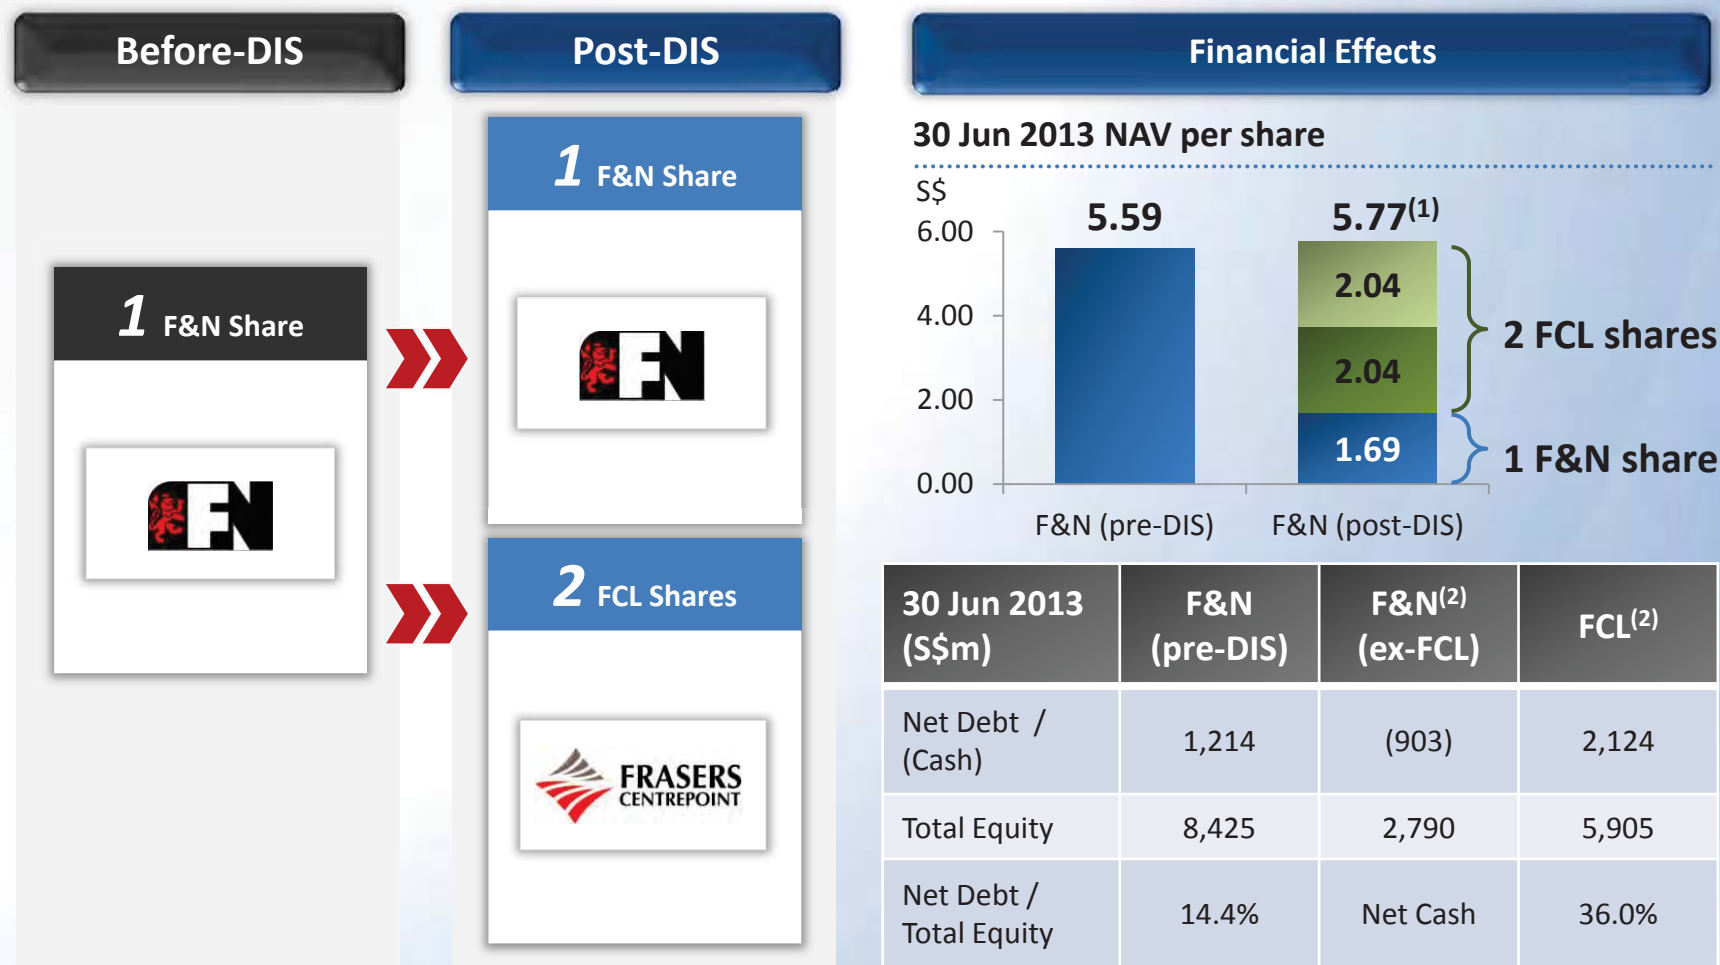 Before-DIS
1 F&N Share
FN
Post-DIS
1 F&N Share
FN
2 FCL Shares
FRASERS
CENTREPOINT
Financial Effects
30 Jun 2013 NAV per share
S$
6.00
4.00
2.00
0.00
5.59
5.77(1)
2.04
2.04
1.69
2 FCL shares
1 F&N share
F&N (pre-DIS)
F&N (post-DIS)
30 Jun 2013
(S$m)
F&N
(pre-DIS)
F&N(2)
(ex-FCL)
FCL(2)
Net Debt /
(Cash)
1,214
(903)
2,124
Total Equity
8,425
2,790
5,905
Net Debt /
Total Equity
14.4%
Net Cash
36.0%